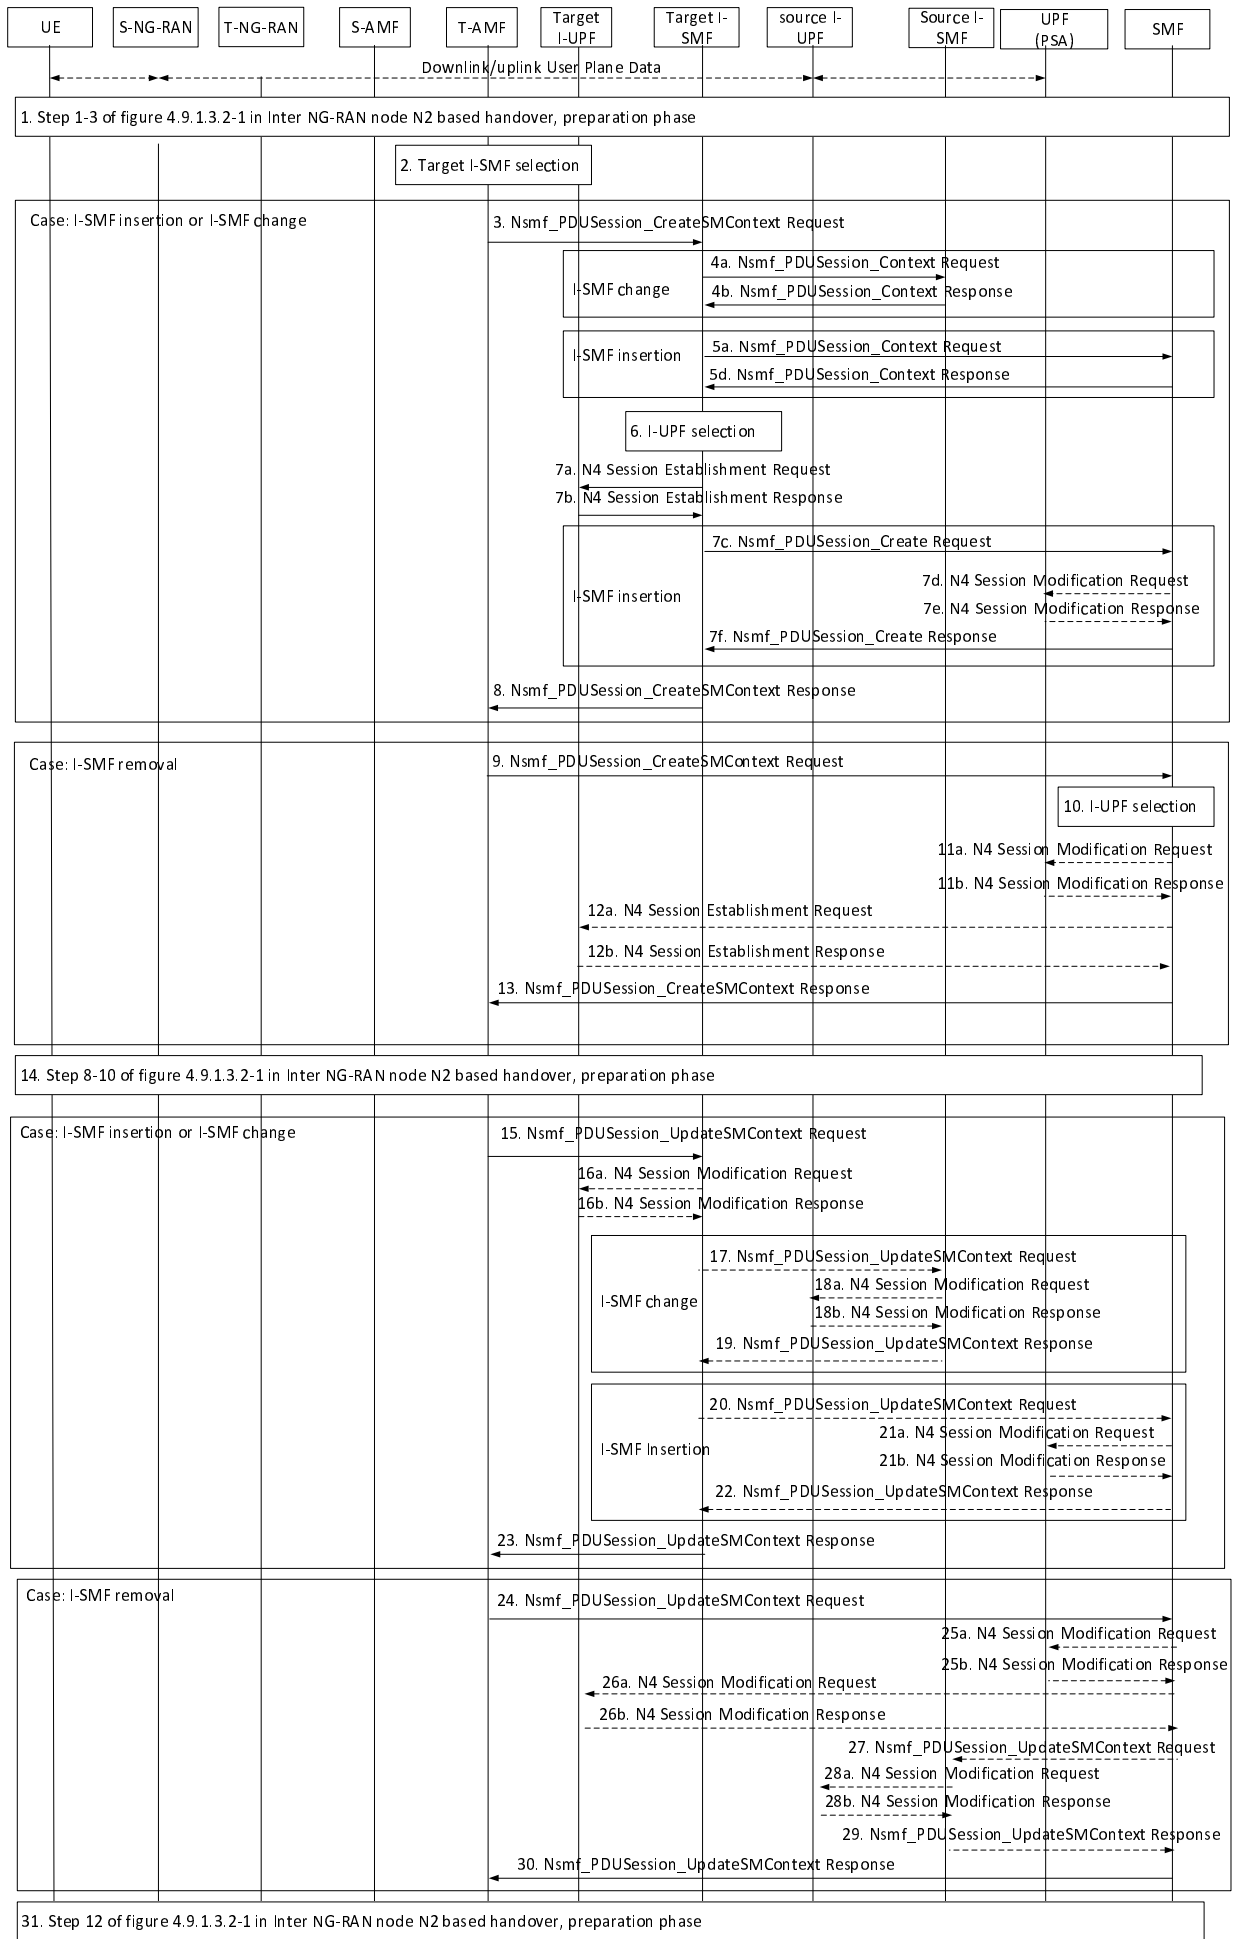 UE
S-NG-RAN
T-NG-RAN
S-AMF
T-AMF
Target
I-UPF
Target I-
SMF
source I-
UPF
Source I-
SMF
UPF
(PSA)
SMF
Downlink/uplink User Plane Data
1. Step 1-3 of figure 4.9.1.3.2-1 in Inter NG-RAN node N2 based handover, preparation phase
2. Target I-SMF selection
Case: I-SMF insertion or I-SMF change
3. Nsmf_PDUSession_CreateSMContext Request
4a. Nsmf_PDUSession_Context Request
I-SMF change
4b. Nsmf_PDUSession_Context Response
5a. Nsmf_PDUSession_Context Request
I-SMF insertion
5d. Nsmf_PDUSession_Context Response
6. I-UPF selection
7a. N4 Session Establishment Request
7b. N4 Session Establishment Response
7c. Nsmf_PDUSession_Create Request
7d. N4 Session Modification Request
I-SMF insertion
7e. N4 Session Modification Response
7f. Nsmf_PDUSession_Create Response
8. Nsmf_PDUSession_CreateSMContext Response
Case: I-SMF removal
9. Nsmf_PDUSession_CreateSMContext Request
10. I-UPF selection
11a. N4 Session Modification Request
11b. N4 Session Modification Response
12a. N4 Session Establishment Request
12b. N4 Session Establishment Response
13. Nsmf_PDUSession_CreateSMContext Response
14. Step 8-10 of figure 4.9.1.3.2-1 in Inter NG-RAN node N2 based handover, preparation phase
Case: I-SMF insertion or I-SMF change
15. Nsmf_PDUSession_UpdateSMContext Request
16a. N4 Session Modification Request
16b. N4 Session Modification Response
17. Nsmf_PDUSession_UpdateSMContext Request
18a. N4 Session Modification Request
I-SMF change
18b. N4 Session Modification Response
19. Nsmf_PDUSession_UpdateSMContext Response
20. Nsmf_PDUSession_UpdateSMContext Request
21a. N4 Session Modification Request
I-SMF Insertion
21b. N4 Session Modification Response
22. Nsmf_PDUSession_UpdateSMContext Response
23. Nsmf_PDUSession_UpdateSMContext Response
Case: I-SMF removal
24. Nsmf_PDUSession_UpdateSMContext Request
25a. N4 Session Modification Request
25b. N4 Session Modification Response
26a. N4 Session Modification Request
26b. N4 Session Modification Response
27. Nsmf_PDUSession_UpdateSMContext Request
28a. N4 Session Modification Request
28b. N4 Session Modification Response
29. Nsmf_PDUSession_UpdateSMContext Response
30. Nsmf_PDUSession_UpdateSMContext Response
31. Step 12 of figure 4.9.1.3.2-1 in Inter NG-RAN node N2 based handover, preparation phase